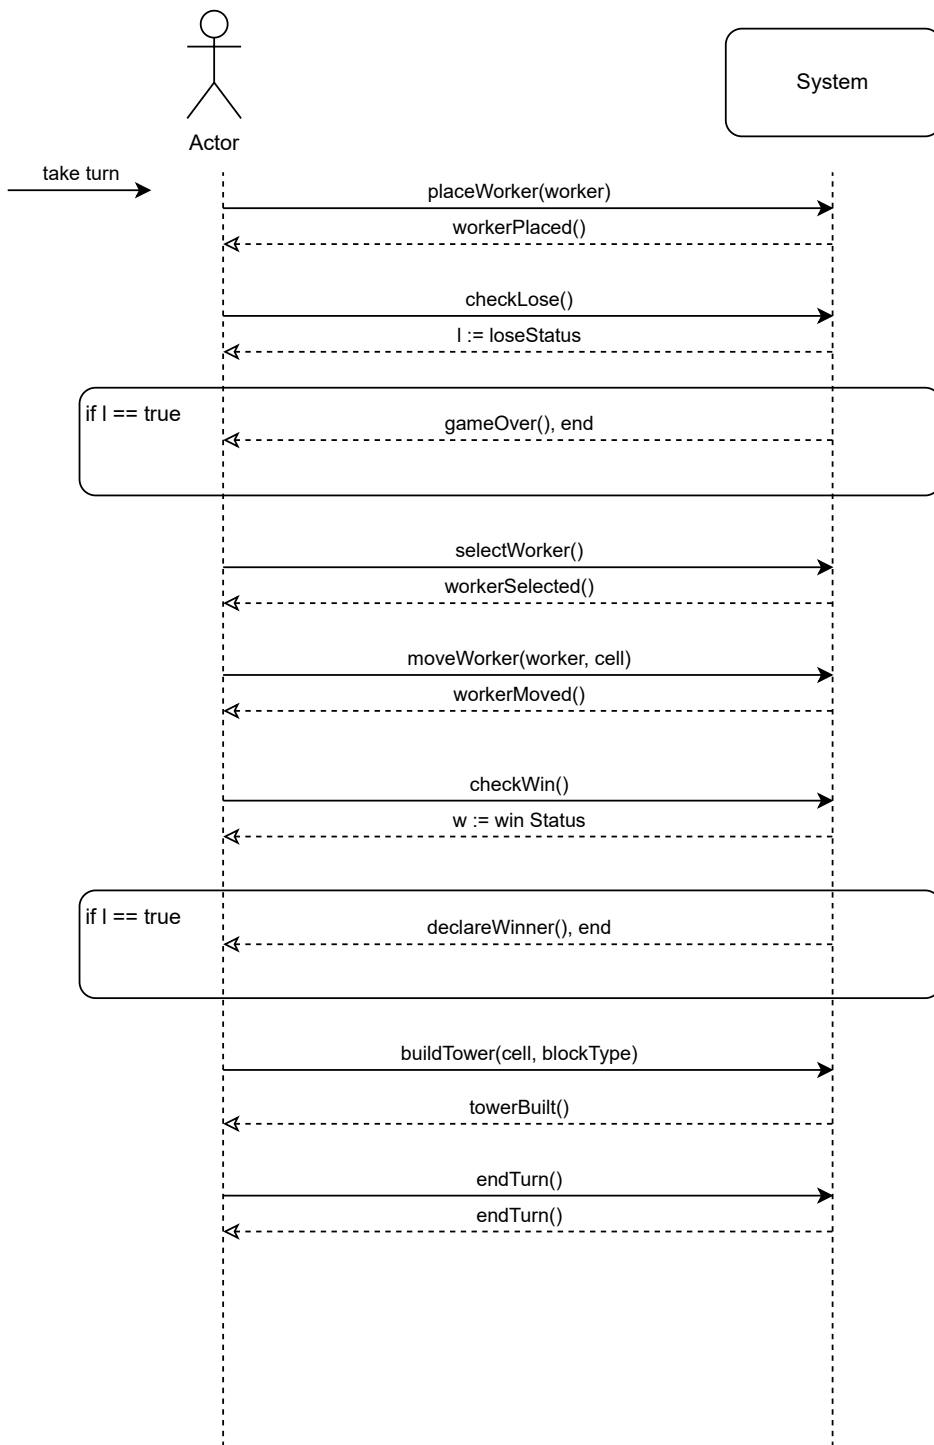 System
Actor
take turn
placeWorker(worker)
workerPlaced()
checkLose()
l := loseStatus
if l == true
gameOver(), end
selectWorker()
workerSelected()
moveWorker(worker, cell)
workerMoved()
checkWin()
w := win Status
if l == true
declareWinner(), end
buildTower(cell, blockType)
towerBuilt()
endTurn()
endTurn()